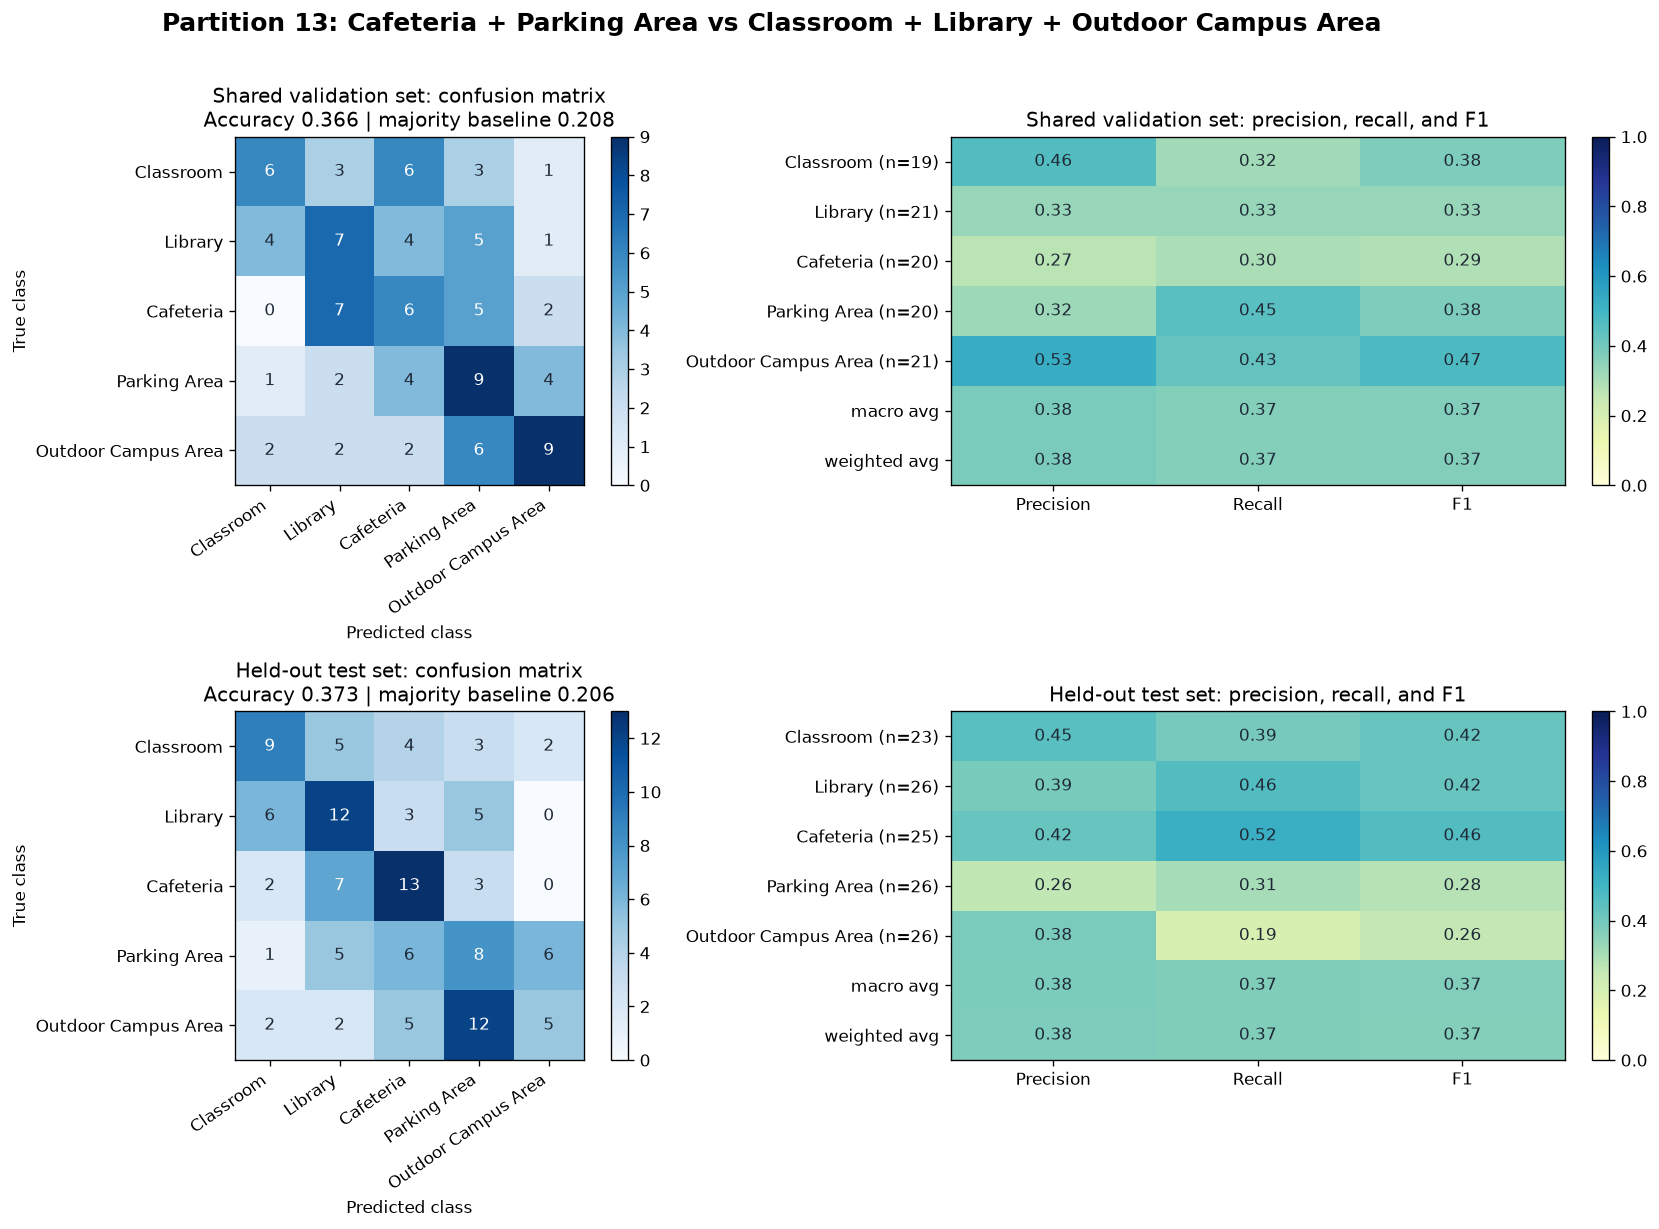 Partition 13: Cafeteria + Parking Area vs Classroom + Library + Outdoor Campus Area
Shared validation set: confusion matrix
Accuracy 0.366 | majority baseline 0.208
True class
Classroom 6 3 6 3 1
Library 4 7 4 5 1
Cafeteria 0 7 6 5 2
Parking Area 1 2 4 9 4
Outdoor Campus Area 2 2 2 6 9
Classroom Library Cafeteria Parking Area Outdoor Campus Area
Predicted class
9
8
7
6
5
4
3
2
1
0
Shared validation set: precision, recall, and F1
Classroom (n=19) 0.46 0.32 0.38
Library (n=21) 0.33 0.33 0.33
Cafeteria (n=20) 0.27 0.30 0.29
Parking Area (n=20) 0.32 0.45 0.38
Outdoor Campus Area (n=21) 0.53 0.43 0.47
macro avg 0.38 0.37 0.37
weighted avg 0.38 0.37 0.37
Precision Recall F1
1.0
0.8
0.6
0.4
0.2
0.0
Held-out test set: confusion matrix
Accuracy 0.373 | majority baseline 0.206
True class
Classroom 9 5 4 3 2
Library 6 12 3 5 0
Cafeteria 2 7 13 3 0
Parking Area 1 5 6 8 6
Outdoor Campus Area 2 2 5 12 5
Classroom Library Cafeteria Parking Area Outdoor Campus Area
Predicted class
12
10
8
6
4
2
0
Held-out test set: precision, recall, and F1
Classroom (n=23) 0.45 0.39 0.42
Library (n=26) 0.39 0.46 0.42
Cafeteria (n=25) 0.42 0.52 0.46
Parking Area (n=26) 0.26 0.31 0.28
Outdoor Campus Area (n=26) 0.38 0.19 0.26
macro avg 0.38 0.37 0.37
weighted avg 0.38 0.37 0.37
Precision Recall F1
1.0
0.8
0.6
0.4
0.2
0.0